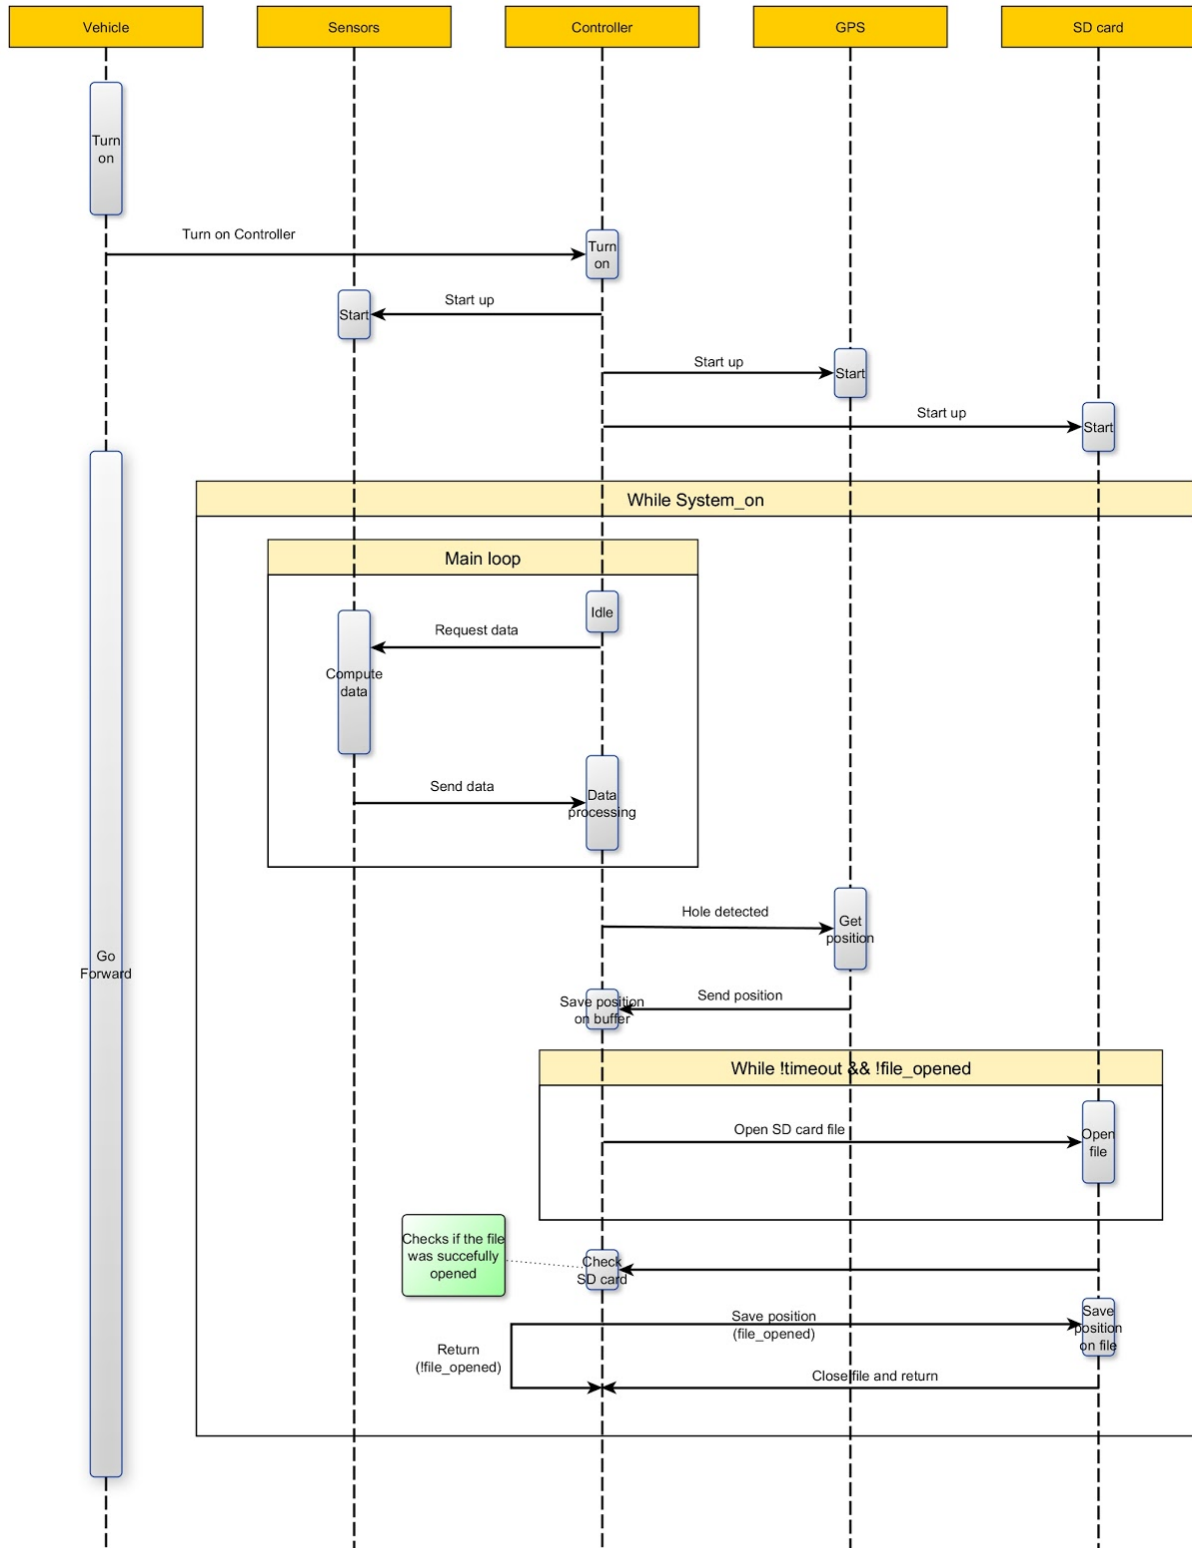 Vehicle
Sensors
Controller
GPS
SD card
Turn
on
Turn on Controller
Turn
on
Start up
Start
Start up
Start
Start up
Start
While System_on
Main loop
Idle
Request data
Compute
data
Send data
Data
processing
Hole detected
Get
position
Go
Forward
Send position
Save position
on buffer
While !timeout && !file_opened
Open SD card file
Open
file
Checks if the file
was succefully
opened
Check
SD card
Save position
(file_opened)
Save
position
on file
Return
(!file_opened)
Close file and return